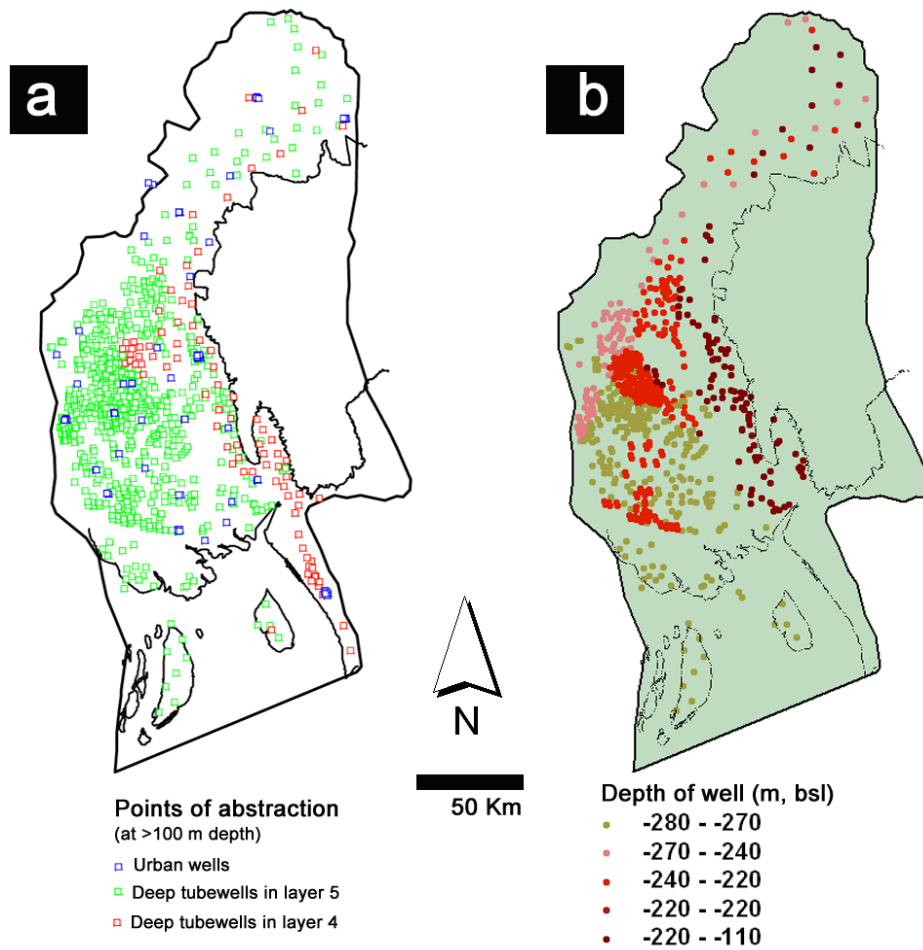 a
b
N
50 Km
Points of abstraction
(at >100 m depth)
Urban wells
Deep tubewells in layer 5
Deep tubewells in layer 4
Depth of well (m, bsl)
-280 - -270
-270 - -240
-240 - -220
-220 - -220
-220 - -110